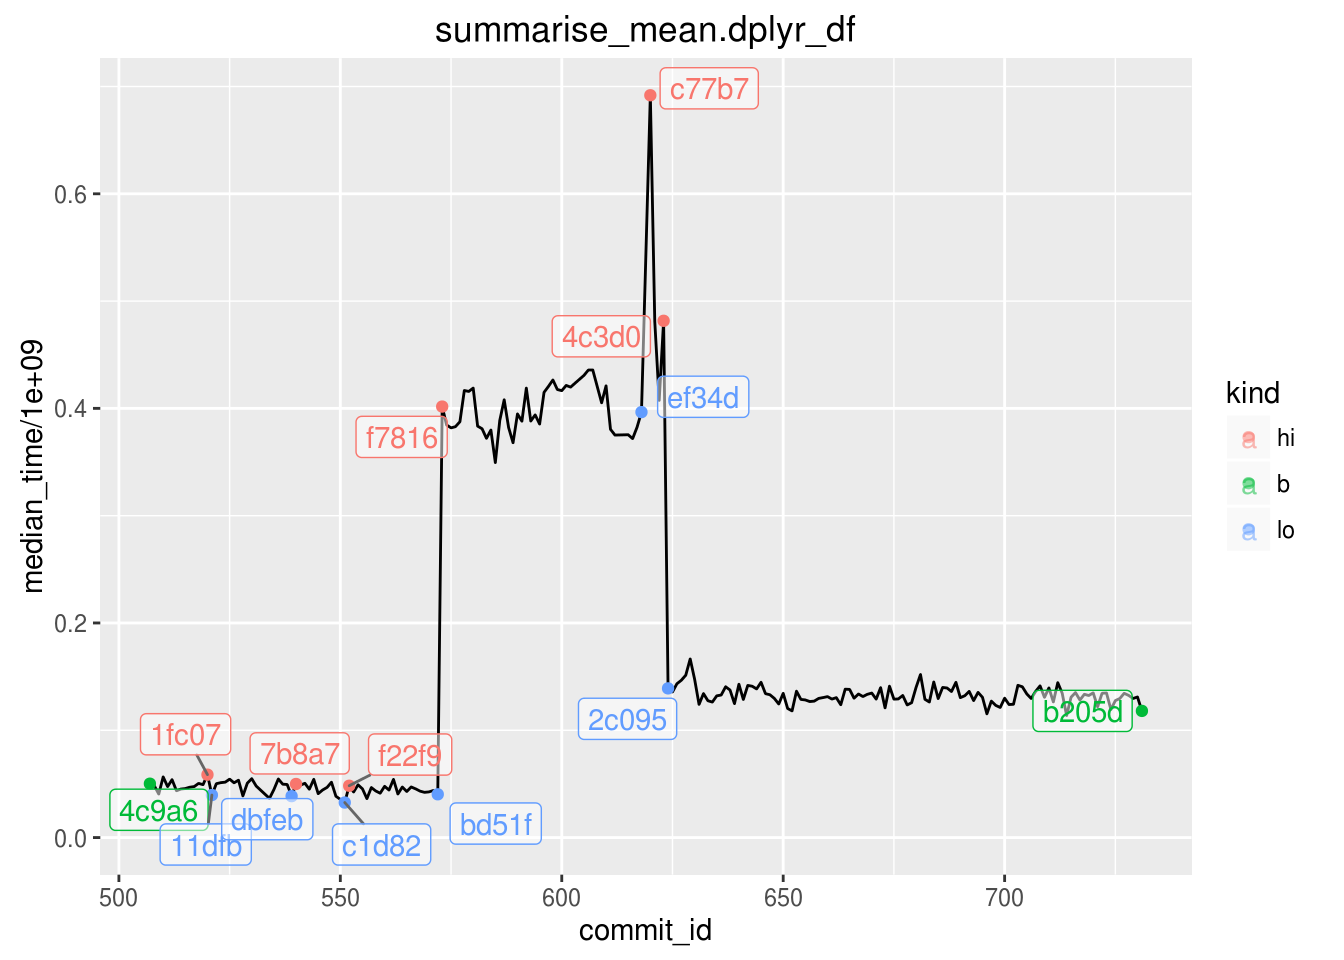 summarise_mean.dplyr_df
c77b7
0.6
4c3d0
ef34d
0.4
f7816
median_time/1e+09
kind
hi
b
lo
0.2
2c095
b205d
1fc07
7b8a7
f22f9
4c9a6
dbfeb
bd51f
11dfb
c1d82
0.0
500 550 600 650 700
commit_id